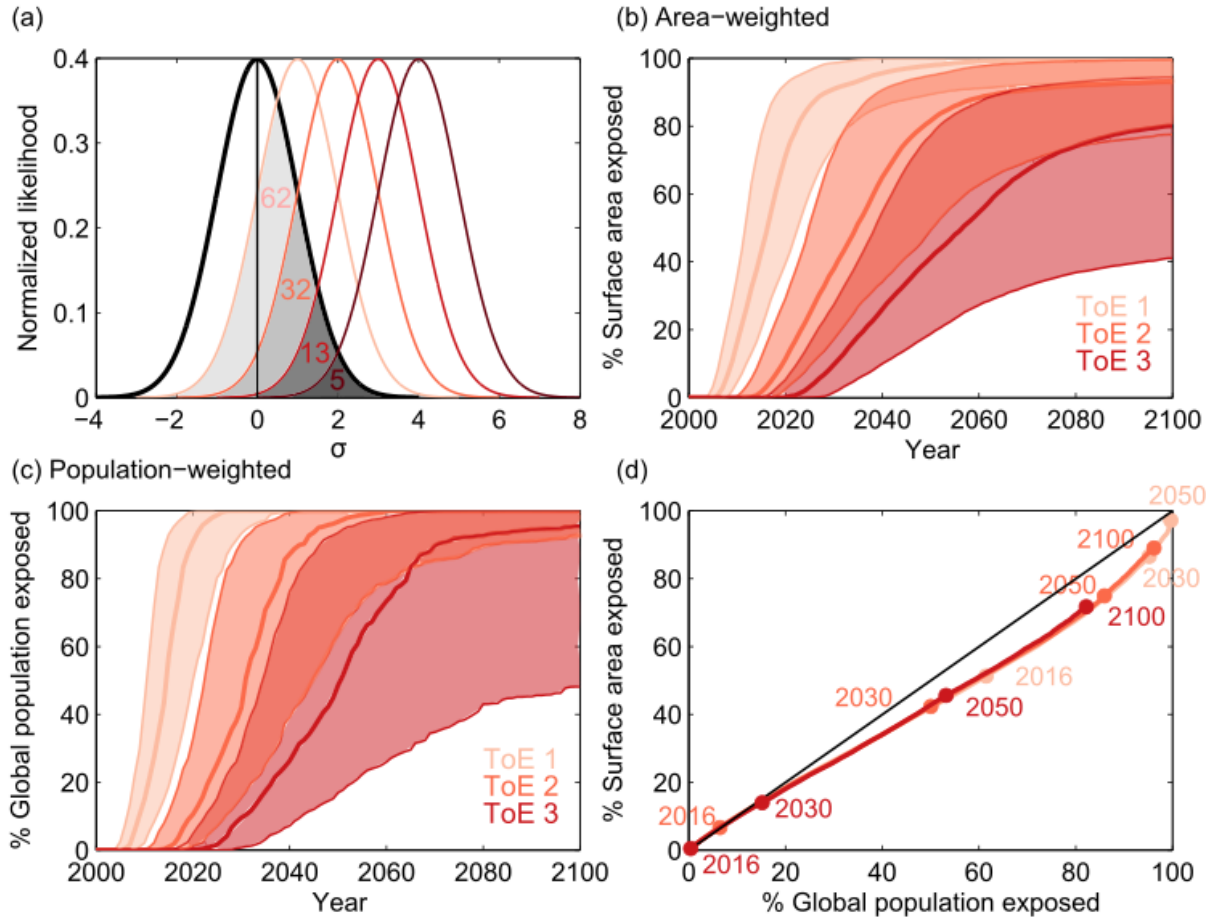 (a)
Normalized likelihood
0.4
0.3
0.2
0.1
0
62
32
13
5
−4 −2 0 2 4 6 8
σ
(b) Area−weighted
% Surface area exposed
100
80
60
40
20
0
ToE 1
ToE 2
ToE 3
2000 2020 2040 2060 2080 2100
Year
(c) Population−weighted
% Global population exposed
100
80
60
40
20
0
ToE 1
ToE 2
ToE 3
2000 2020 2040 2060 2080 2100
Year
(d)
% Surface area exposed
100
80
60
40
20
0
2050
2100
2030
2050
2100
2016
2030
2050
2016
2030
2016
0 20 40 60 80 100
% Global population exposed